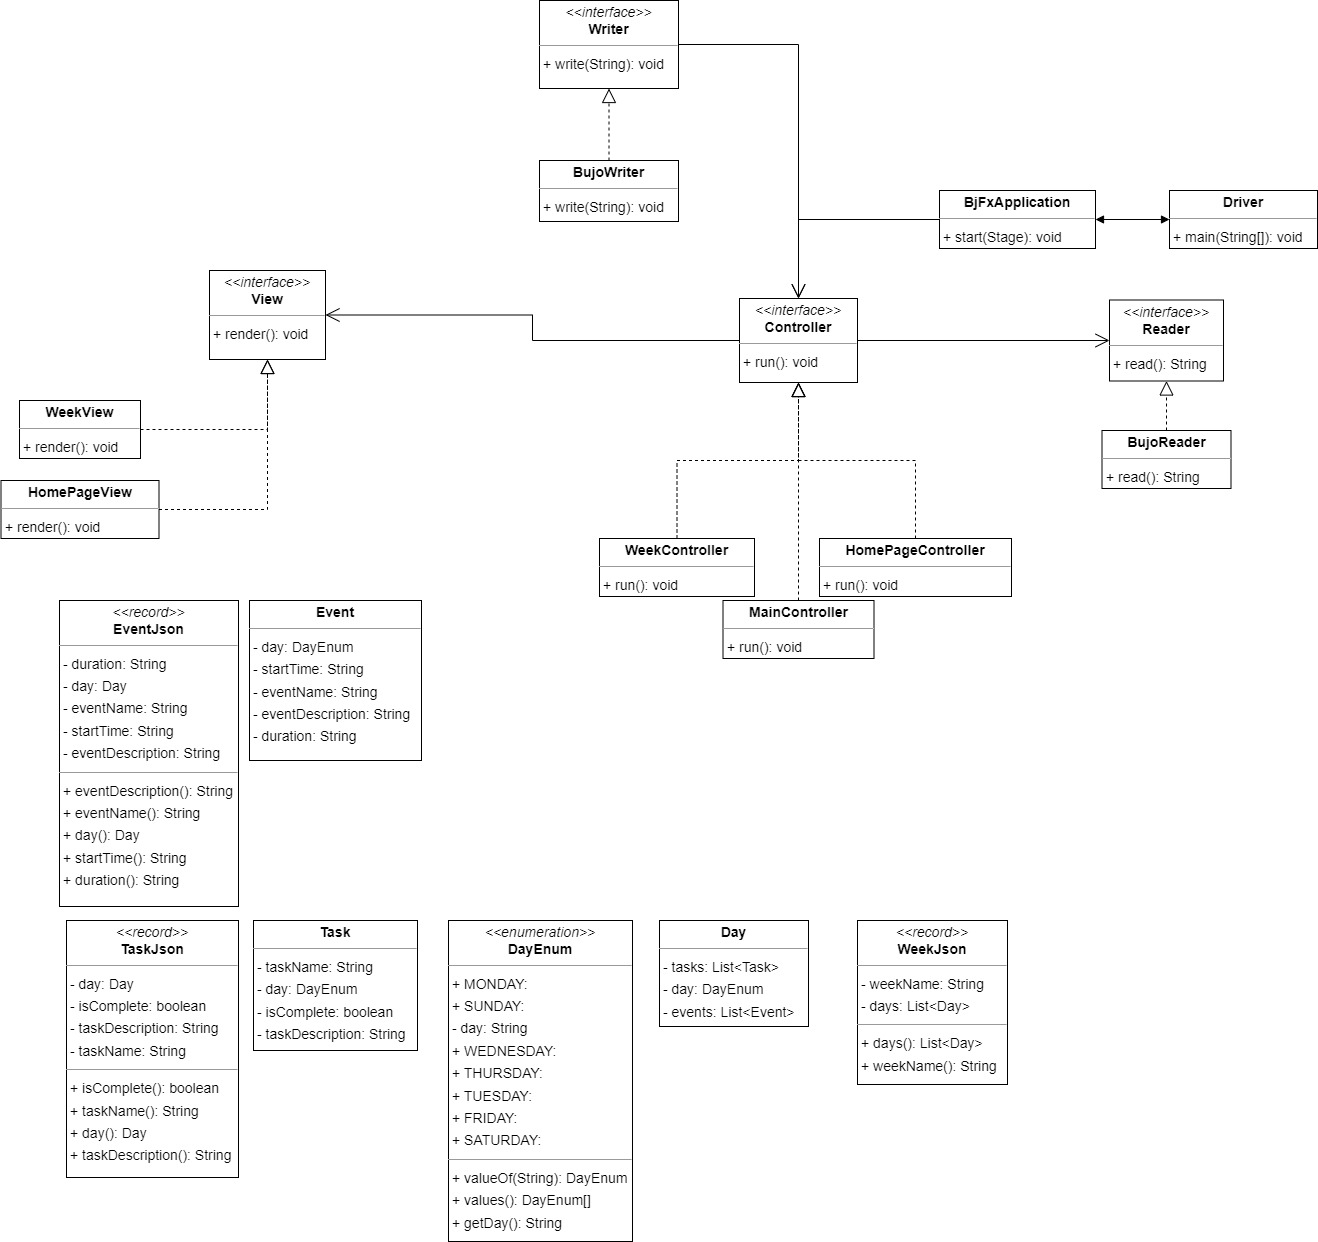 <<interface>>
Writer
+ write(String): void
BujoWriter
+ write(String): void
BjFxApplication
+ start(Stage): void
Driver
+ main(String[]): void
<<interface>>
View
+ render(): void
<<interface>>
Controller
+ run(): void
<<interface>>
Reader
+ read(): String
WeekView
+ render(): void
BujoReader
+ read(): String
HomePageView
+ render(): void
WeekController
+ run(): void
HomePageController
+ run(): void
MainController
+ run(): void
<<record>>
EventJson
- duration: String
- day: Day
- eventName: String
- startTime: String
- eventDescription: String
+ eventDescription(): String
+ eventName(): String
+ day(): Day
+ startTime(): String
+ duration(): String
Event
- day: DayEnum
- startTime: String
- eventName: String
- eventDescription: String
- duration: String
<<record>>
TaskJson
- day: Day
- isComplete: boolean
- taskDescription: String
- taskName: String
+ isComplete(): boolean
+ taskName(): String
+ day(): Day
+ taskDescription(): String
Task
- taskName: String
- day: DayEnum
- isComplete: boolean
- taskDescription: String
<<enumeration>>
DayEnum
+ MONDAY:
+ SUNDAY:
- day: String
+ WEDNESDAY:
+ THURSDAY:
+ TUESDAY:
+ FRIDAY:
+ SATURDAY:
+ valueOf(String): DayEnum
+ values(): DayEnum[]
+ getDay(): String
Day
- tasks: List<Task>
- day: DayEnum
- events: List<Event>
<<record>>
WeekJson
- weekName: String
- days: List<Day>
+ days(): List<Day>
+ weekName(): String